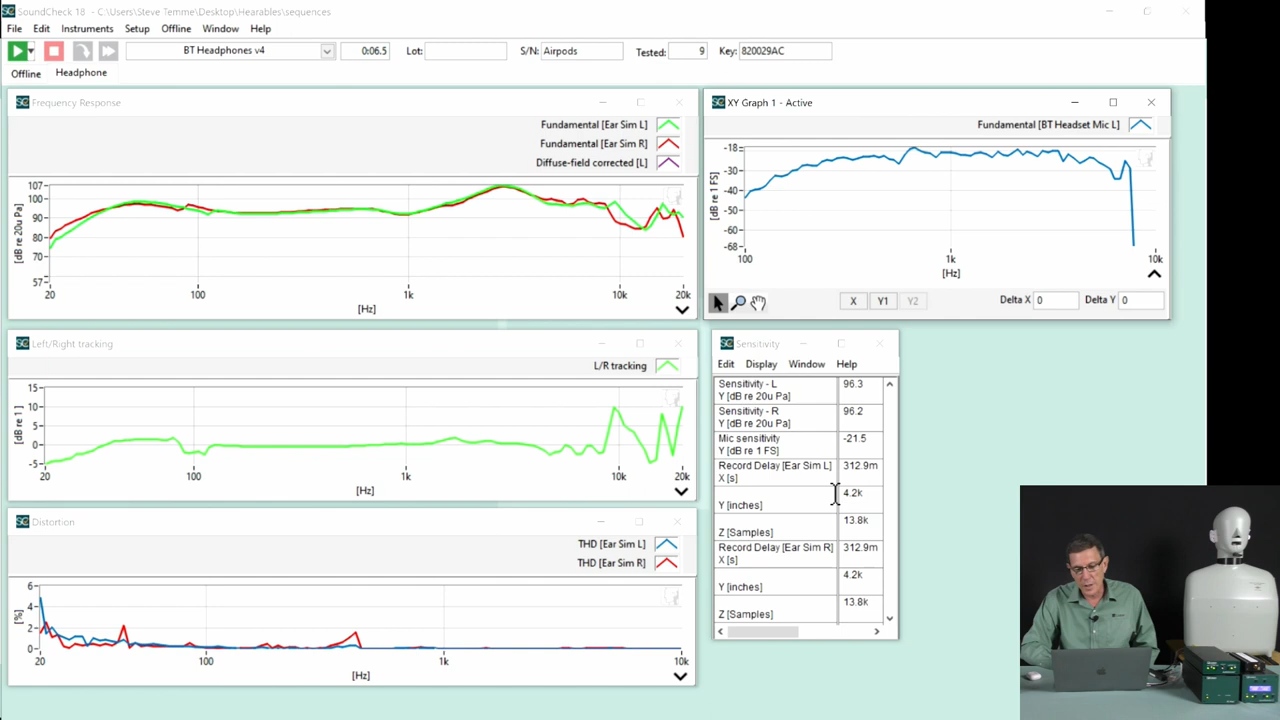 SoundCheck 18 - C:\Users\Steve Temme\Desktop\Hearables\sequences
File Edit Instruments Setup Offline Window Help
BT Headphones v4 0:06.5 Lot: S/N: Airpods Tested: 9 Key: 820029AC
Offline Headphone
Frequency Response
Fundamental [Ear Sim L]
Fundamental [Ear Sim R]
Diffuse-field corrected [L]
107
100
90
80
70
57
[dB re 20u Pa]
20 100 1k 10k 20k
[Hz]
XY Graph 1 - Active
Fundamental [BT Headset Mic L]
-18
-30
-40
-50
-60
-68
[dB re 1 FS]
100 1k 10k
[Hz]
X Y1 Y2 Delta X 0 Delta Y 0
Left/Right tracking
L/R tracking
15
10
5
0
-5
[dB re 1]
20 100 1k 10k 20k
[Hz]
Sensitivity
Edit Display Window Help
Sensitivity - L 96.3
Y [dB re 20u Pa]
Sensitivity - R 96.2
Y [dB re 20u Pa]
Mic sensitivity -21.5
Y [dB re 1 FS]
Record Delay [Ear Sim L] 312.9m
X [s]
4.2k
Y [inches]
13.8k
Z [Samples]
Record Delay [Ear Sim R] 312.9m
X [s]
4.2k
Y [inches]
13.8k
Z [Samples]
Distortion
THD [Ear Sim L]
THD [Ear Sim R]
6
4
2
0
[%]
20 100 1k 10k
[Hz]